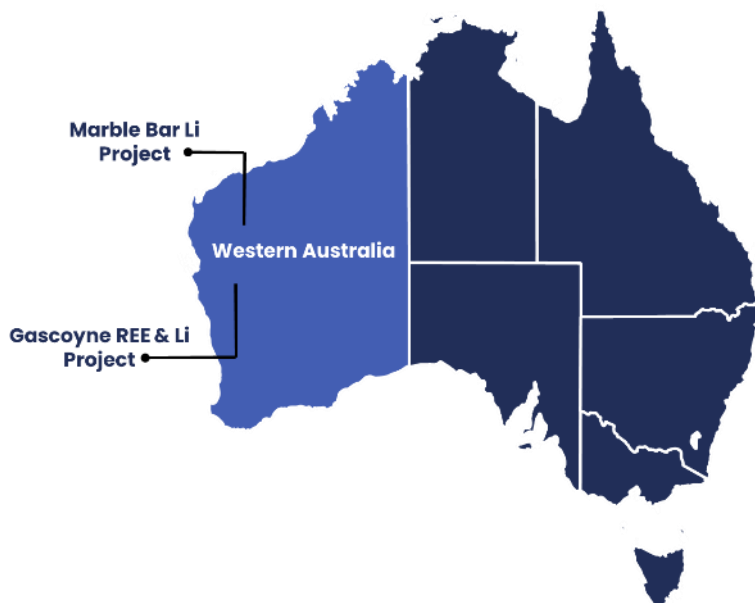 Marble Bar Li
Project
Western Australia
Gascoyne REE & Li
Project